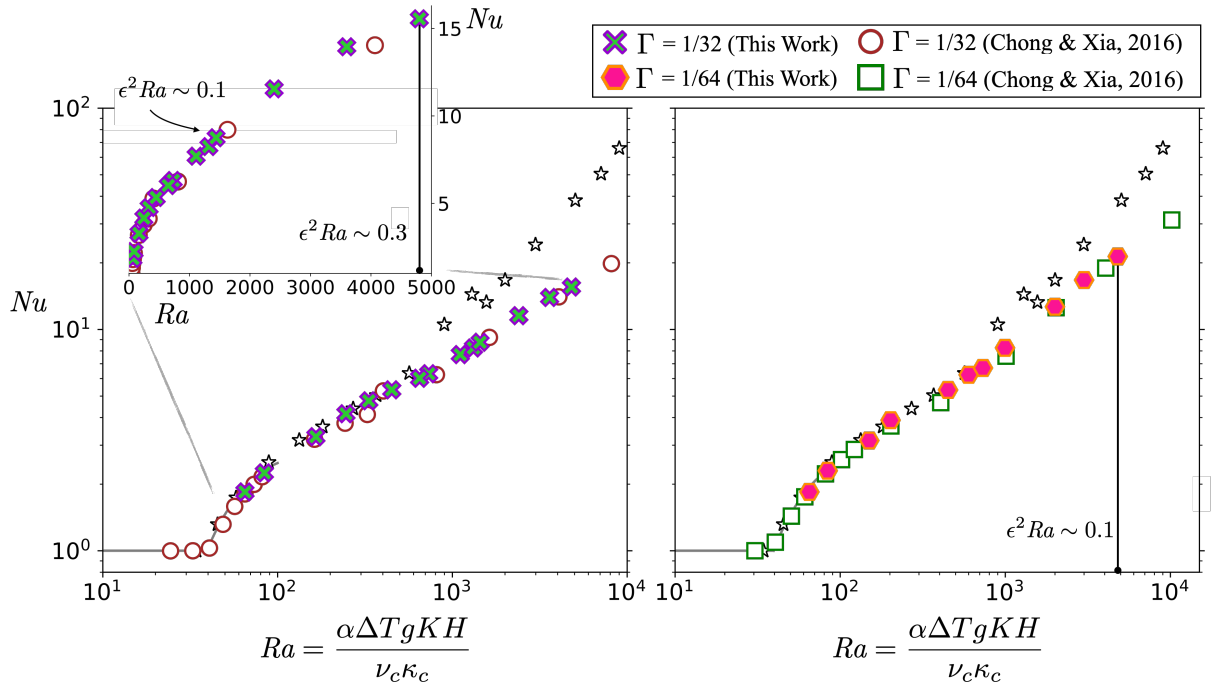 Γ = 1/32 (This Work) Γ = 1/32 (Chong & Xia, 2016)
Γ = 1/64 (This Work) Γ = 1/64 (Chong & Xia, 2016)
15 Nu
10
5
ϵ²Ra ∼ 0.1
ϵ²Ra ∼ 0.3
0 1000 2000 3000 4000 5000
Ra
Nu
10²
10¹
10⁰
10¹ 10² 10³ 10⁴
Ra = αΔTgKH / ν_cκ_c
ϵ²Ra ∼ 0.1
10¹ 10² 10³ 10⁴
Ra = αΔTgKH / ν_cκ_c